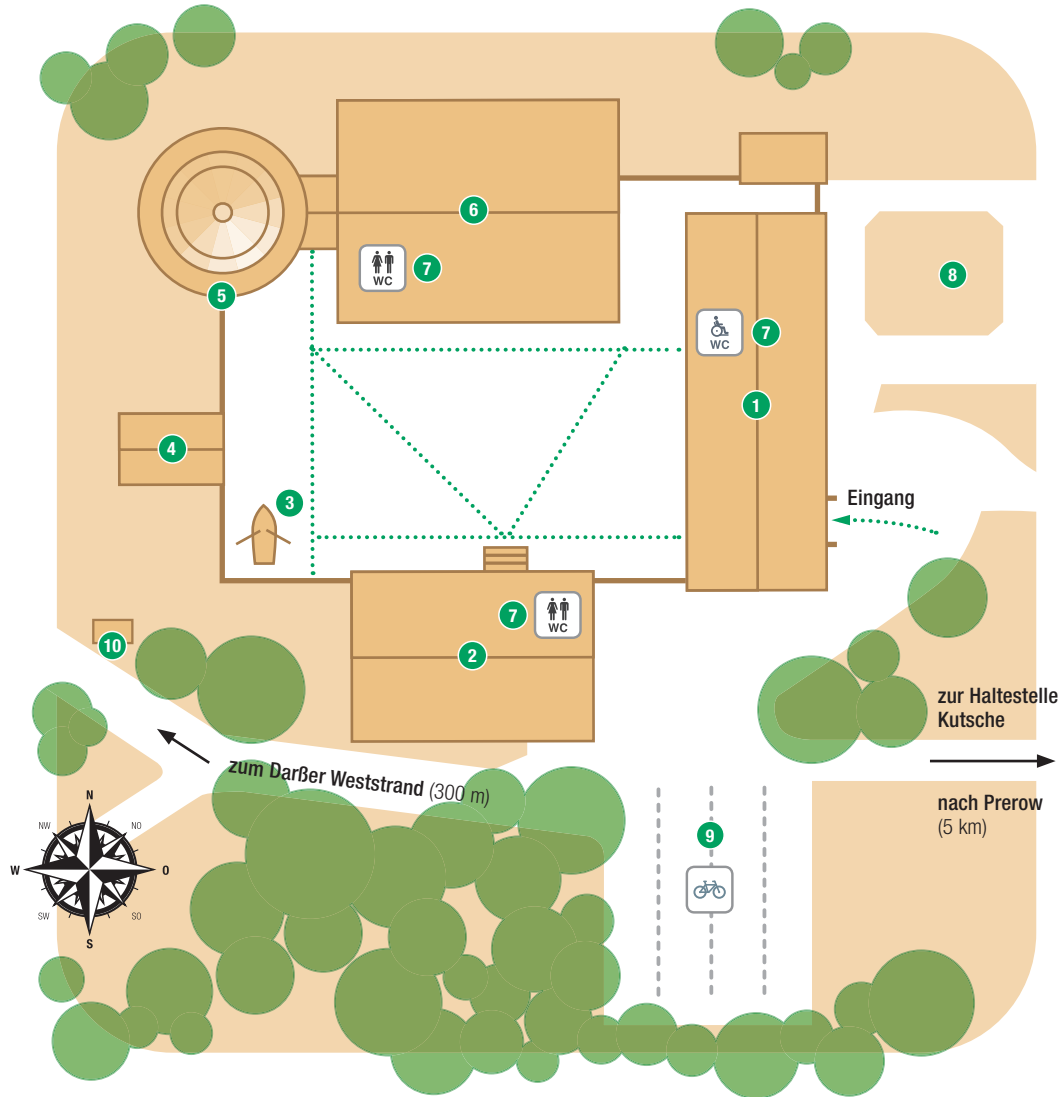 6
WC
7
8
5
WC
7
1
4
3
Eingang
7
WC
10
2
zur Haltestelle
Kutsche
zum Darßer Weststrand (300 m)
nach Prerow
(5 km)
9
N
NW
NO
W
O
SW
SO
S